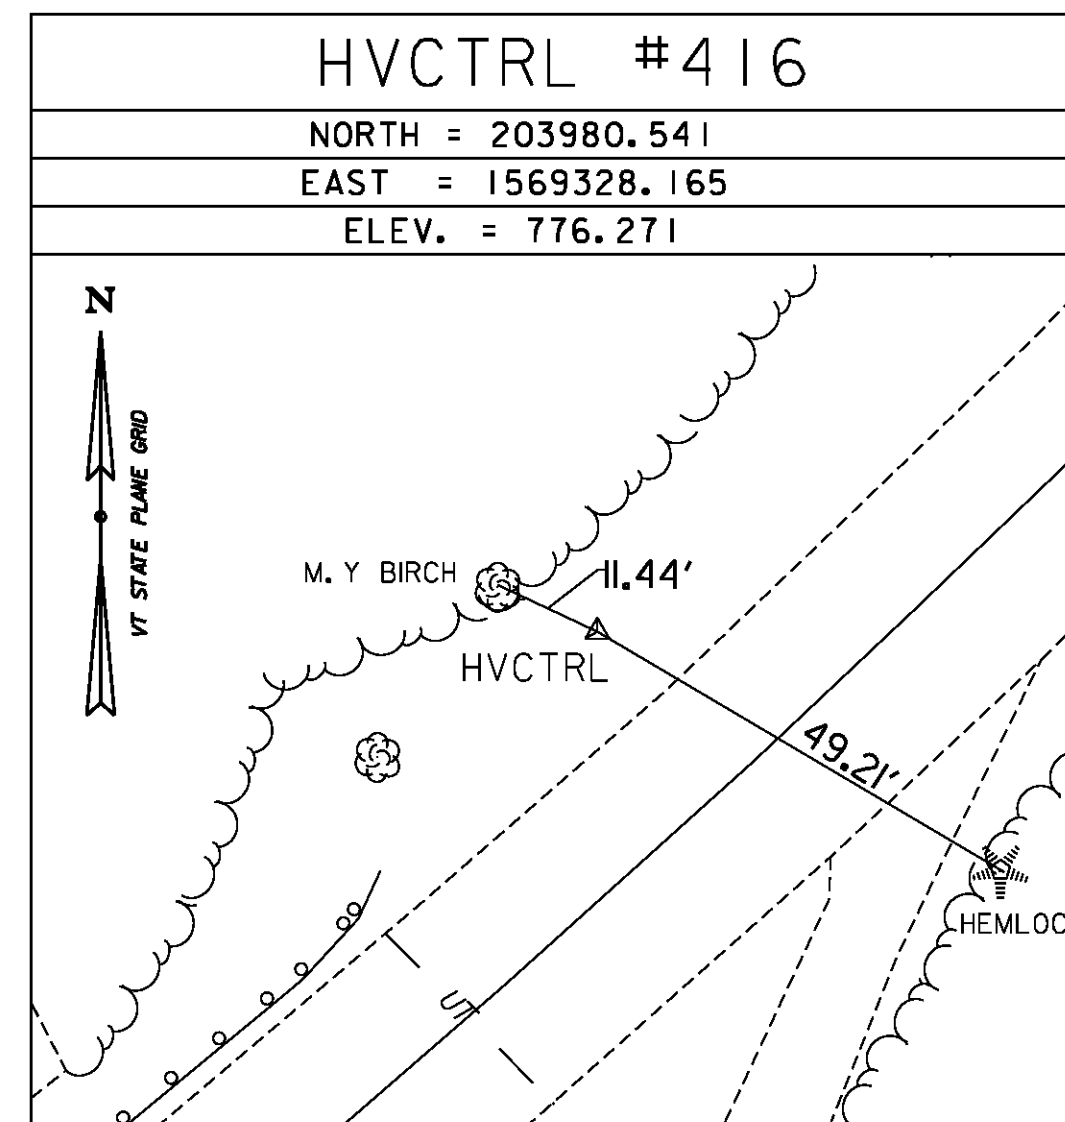 HVCTRL #416
NORTH = 203980.541
EAST = 1569328.165
ELEV. = 776.271
N
VT STATE PLANE GRID
M. Y BIRCH
11.44'
HVCTRL
49.21'
HEMLOC